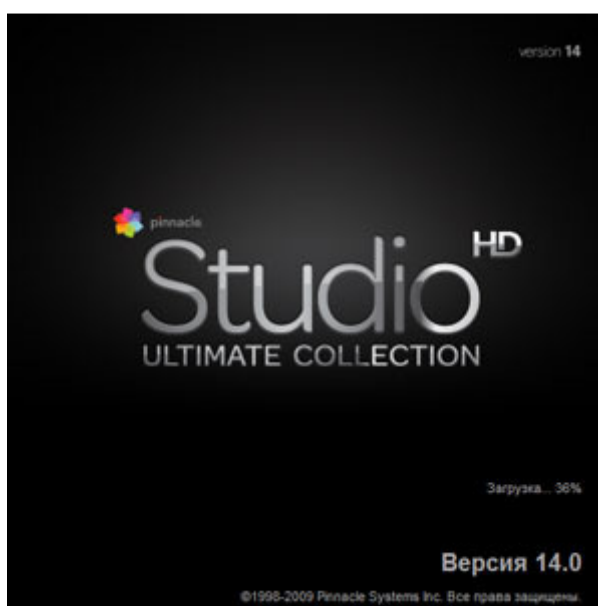 version 14
pinnacle
Studio HD
ULTIMATE COLLECTION
Загрузка... 36%
Версия 14.0
©1998-2009 Pinnacle Systems Inc. Все права защищены.